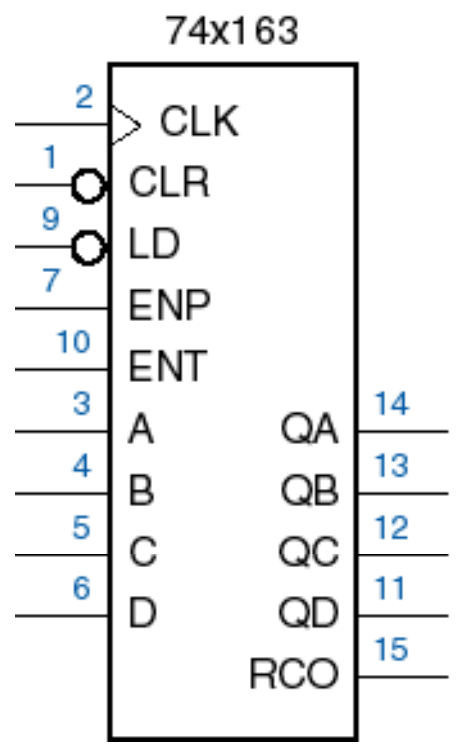 74x163
2 CLK
1 CLR
9 LD
7 ENP
10 ENT
3 A QA 14
4 B QB 13
5 C QC 12
6 D QD 11
RCO 15